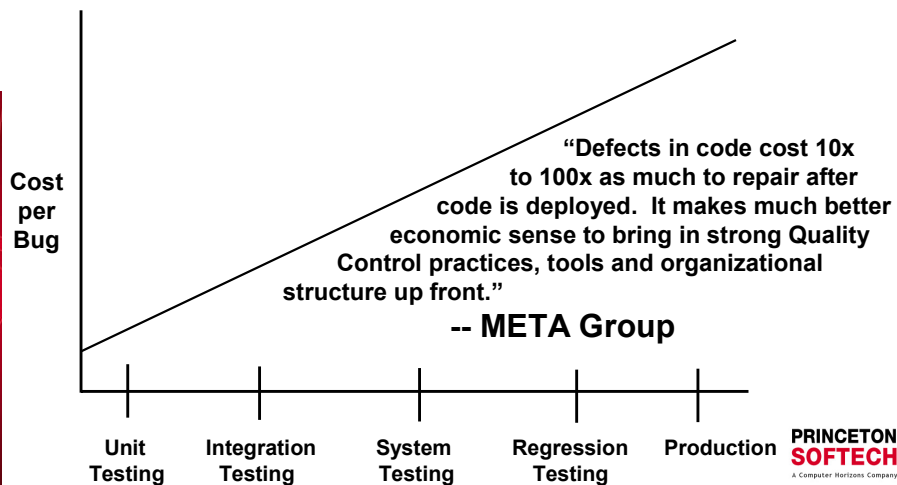 Cost
per
Bug
“Defects in code cost 10x
to 100x as much to repair after
code is deployed.  It makes much better
economic sense to bring in strong Quality
Control practices, tools and organizational
structure up front.”
-- META Group
Unit
Testing
Integration
Testing
System
Testing
Regression
Testing
Production
PRINCETON
SOFTECH
A Computer Horizons Company